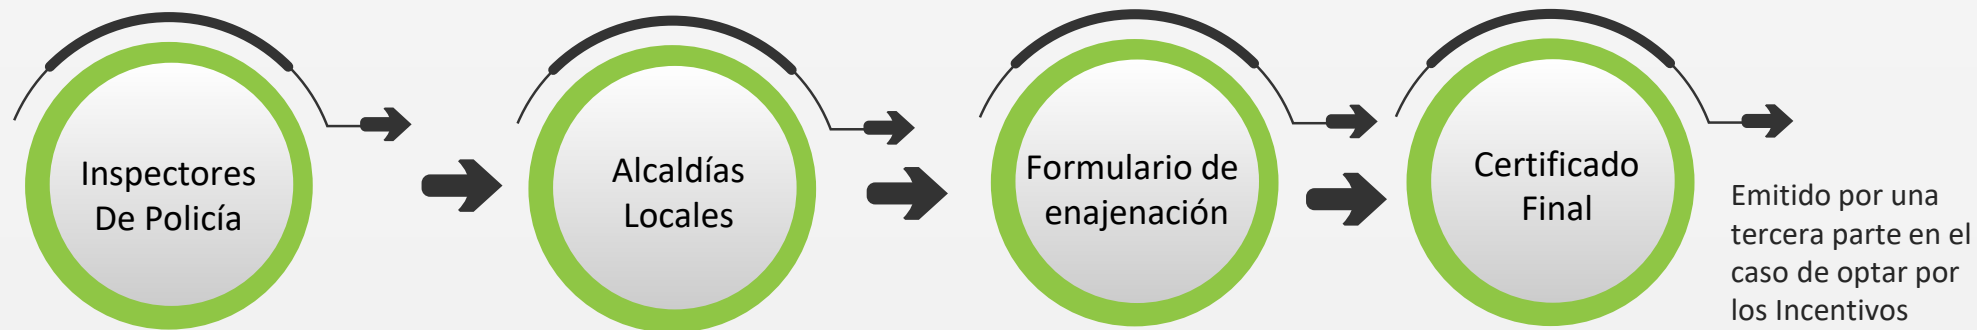 Inspectores
De Policía
Alcaldías
Locales
Formulario de
enajenación
Certificado
Final
Emitido por una
tercera parte en el
caso de optar por
los Incentivos